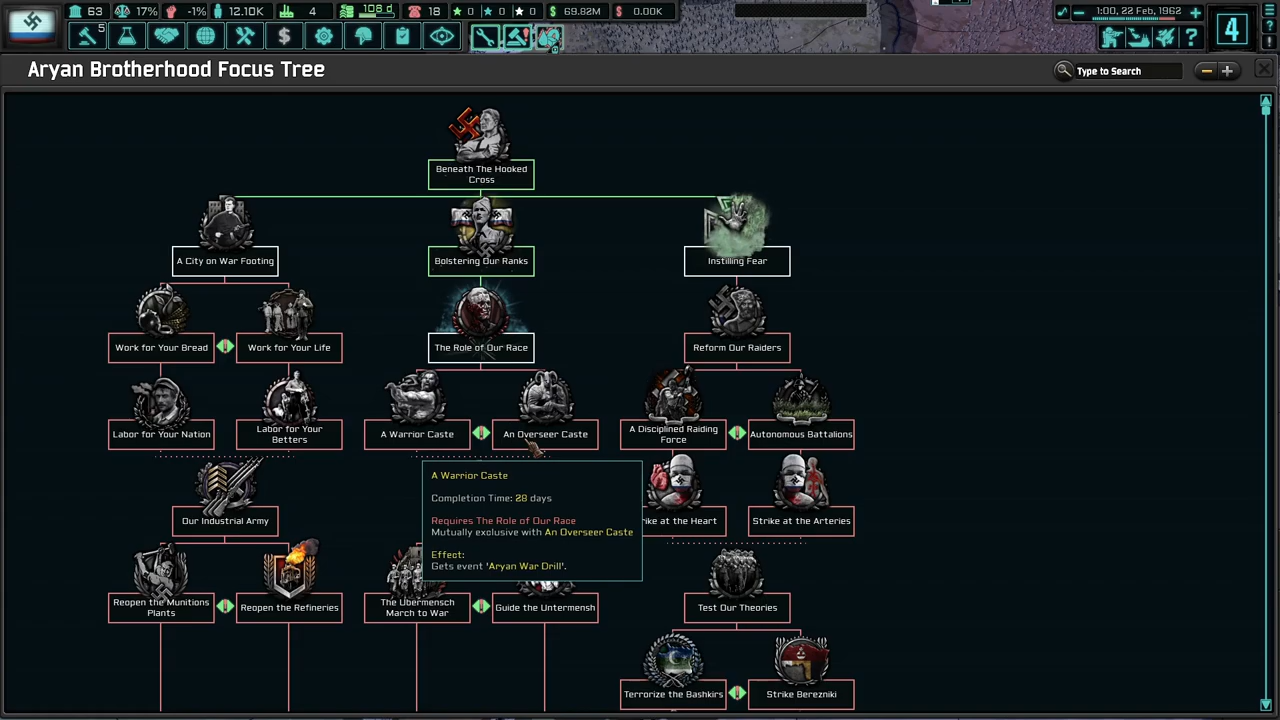 63 17% -1% 12.10K 4 108 d 18 0 0 0 $ 69.82M $ 0.00K
1:00, 22 Feb, 1962
4
5
$
?
Aryan Brotherhood Focus Tree
Type to Search
Beneath The Hooked
Cross
A City on War Footing
Bolstering Our Ranks
Instilling Fear
Work for Your Bread
Work for Your Life
The Role of Our Race
Reform Our Raiders
Labor for Your Nation
Labor for Your
Betters
A Warrior Caste
An Overseer Caste
A Disciplined Raiding
Force
Autonomous Battalions
A Warrior Caste
Completion Time: 28 days
Requires The Role of Our Race
Mutually exclusive with An Overseer Caste
Effect:
Gets event 'Aryan War Drill'.
Our Industrial Army
ike at the Heart
Strike at the Arteries
Reopen the Munitions
Plants
Reopen the Refineries
The Ubermensch
March to War
Guide the Untermensh
Test Our Theories
Terrorize the Bashkirs
Strike Berezniki